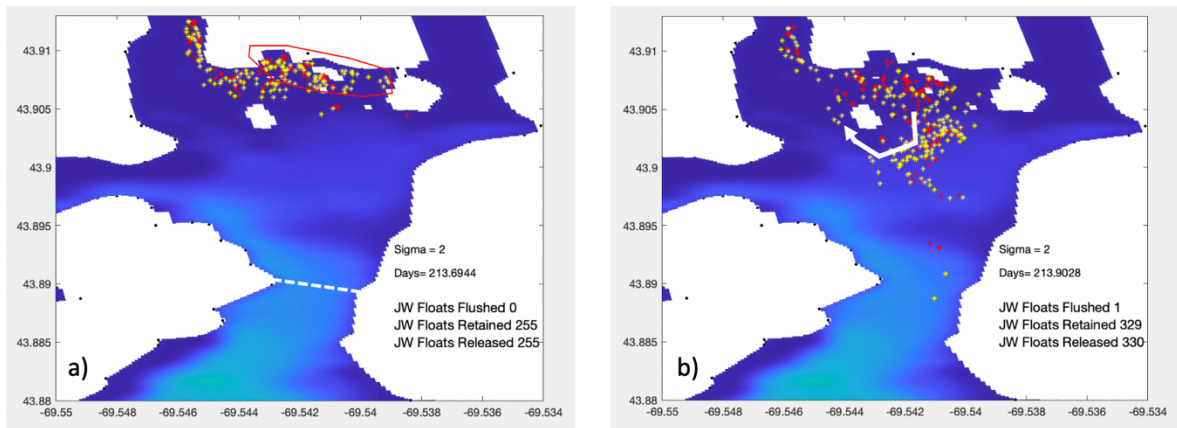 43.91
43.905
43.9
43.895
43.89
43.885
43.88
Sigma = 2
Days= 213.6944
JW Floats Flushed 0
JW Floats Retained 255
JW Floats Released 255
a)
-69.55 -69.548 -69.546 -69.544 -69.542 -69.54 -69.538 -69.536 -69.534
43.91
43.905
43.9
43.895
43.89
43.885
43.88
Sigma = 2
Days= 213.9028
JW Floats Flushed 1
JW Floats Retained 329
JW Floats Released 330
b)
-69.55 -69.548 -69.546 -69.544 -69.542 -69.54 -69.538 -69.536 -69.534